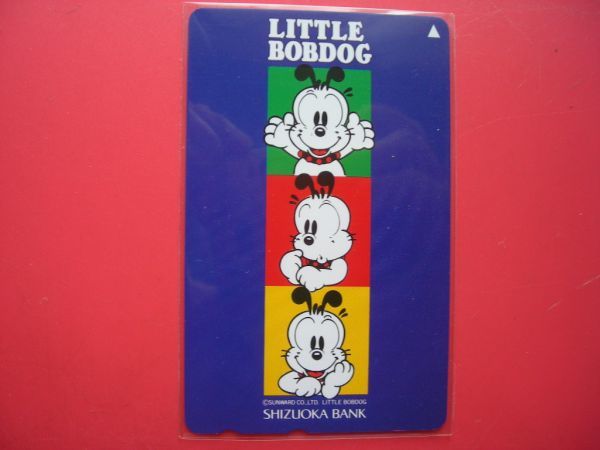 LITTLE
BOBDOG
©SUNWARD CO.,LTD. LITTLE BOBDOG
SHIZUOKA BANK